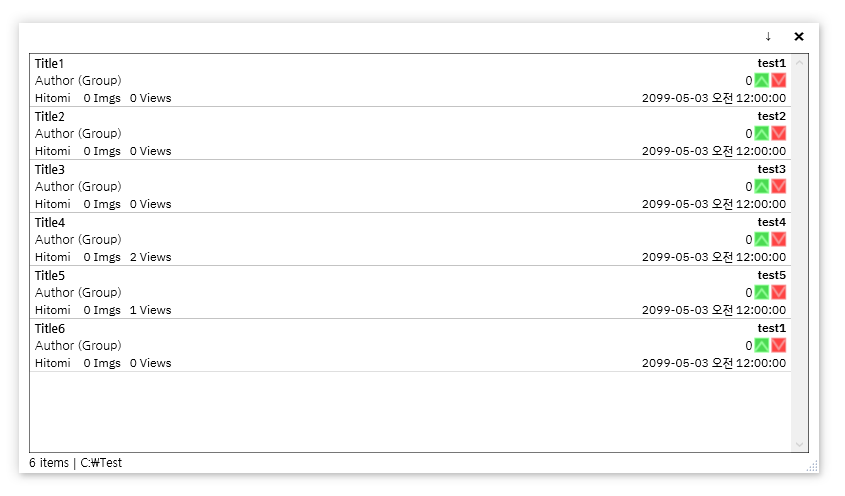 Title1 test1
Author (Group) 0
Hitomi 0 Imgs 0 Views 2099-05-03 오전 12:00:00
Title2 test2
Author (Group) 0
Hitomi 0 Imgs 0 Views 2099-05-03 오전 12:00:00
Title3 test3
Author (Group) 0
Hitomi 0 Imgs 0 Views 2099-05-03 오전 12:00:00
Title4 test4
Author (Group) 0
Hitomi 0 Imgs 2 Views 2099-05-03 오전 12:00:00
Title5 test5
Author (Group) 0
Hitomi 0 Imgs 1 Views 2099-05-03 오전 12:00:00
Title6 test1
Author (Group) 0
Hitomi 0 Imgs 0 Views 2099-05-03 오전 12:00:00
6 items | C:₩Test